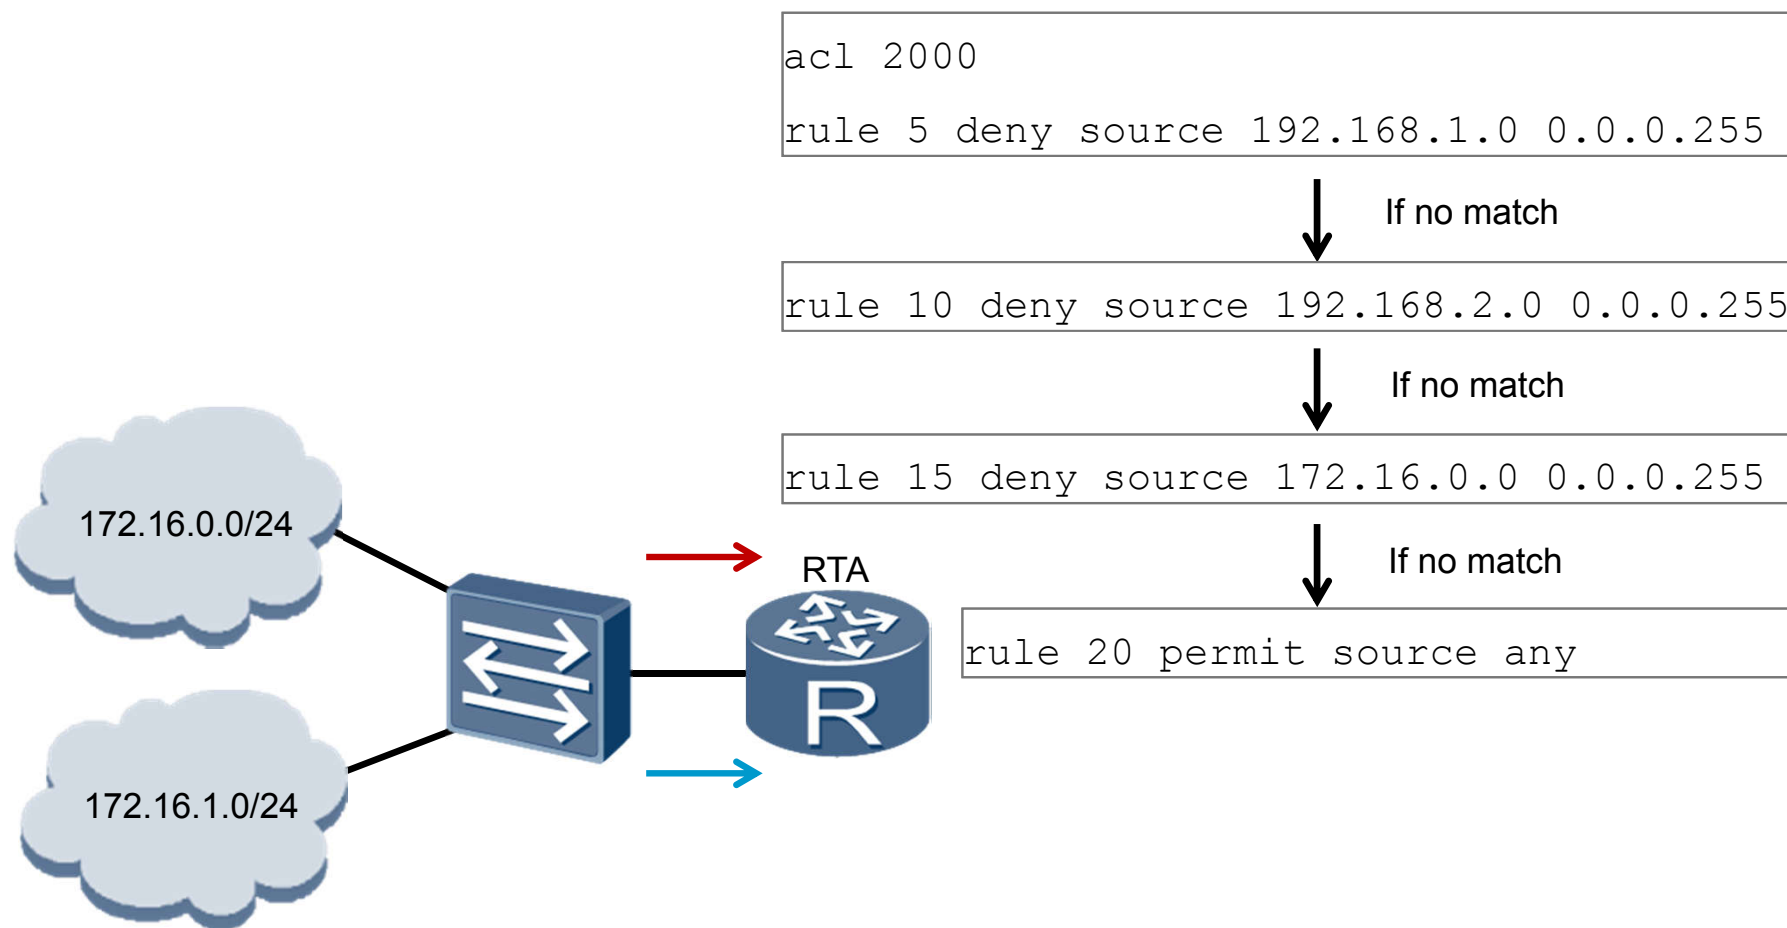 acl 2000
rule 5 deny source 192.168.1.0 0.0.0.255
If no match
rule 10 deny source 192.168.2.0 0.0.0.255
If no match
rule 15 deny source 172.16.0.0 0.0.0.255
If no match
rule 20 permit source any
172.16.0.0/24
RTA
R
172.16.1.0/24